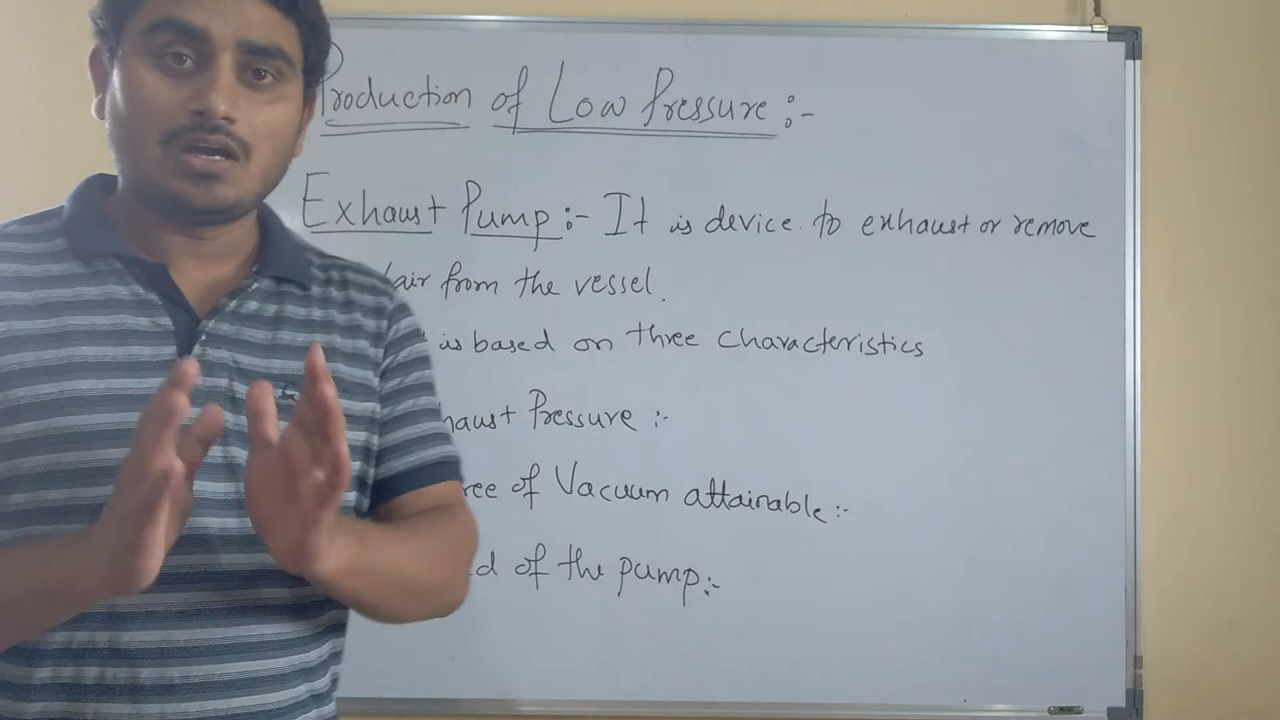 Production of Low Pressure :-
Exhaust Pump :- It is device to exhaust or remove
air from the vessel.
is based on three characteristics
haust Pressure :-
ree of Vacuum attainable :-
d of the pump :-